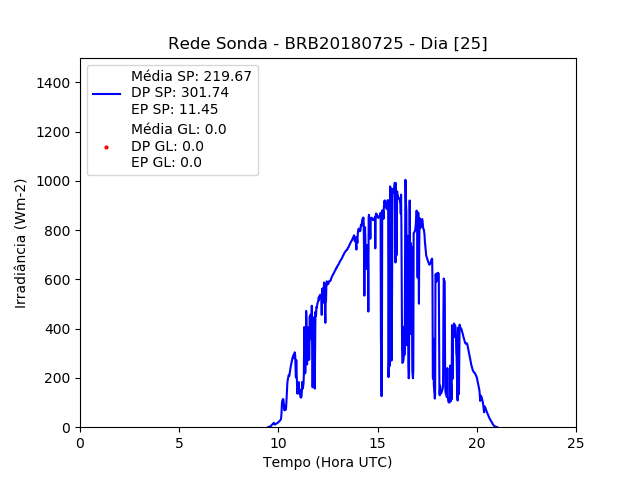 Rede Sonda - BRB20180725 - Dia [25]
Média SP: 219.67
DP SP: 301.74
EP SP: 11.45
Média GL: 0.0
DP GL: 0.0
EP GL: 0.0
1400
1200
1000
800
600
400
200
0
Irradiância (Wm-2)
0 5 10 15 20 25
Tempo (Hora UTC)